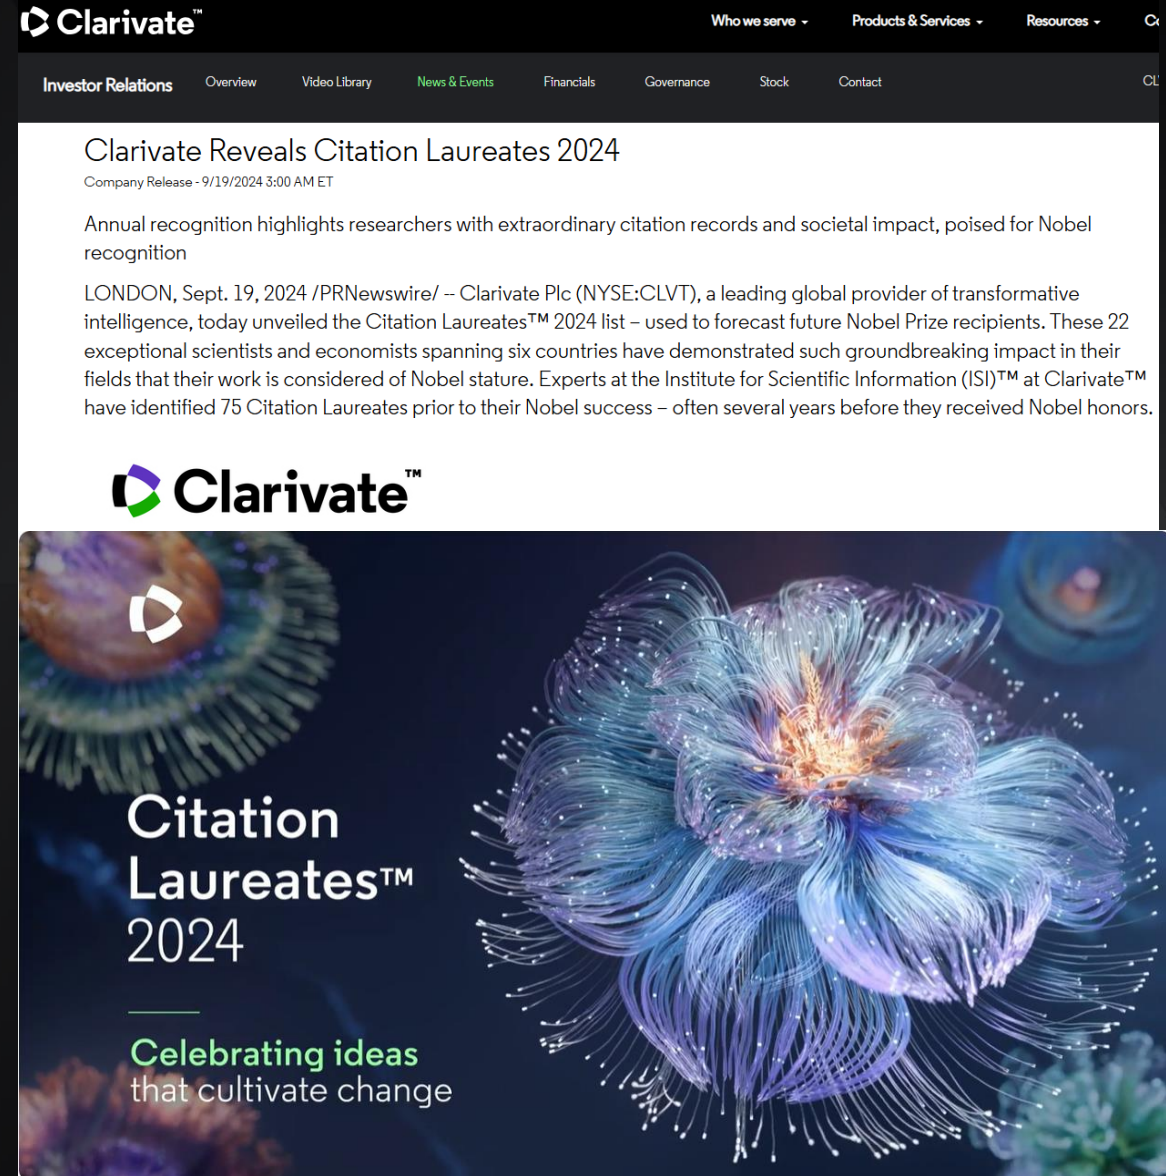 Clarivate™
Who we serve
Products & Services
Resources
Investor Relations
Overview
Video Library
News & Events
Financials
Governance
Stock
Contact
Clarivate Reveals Citation Laureates 2024
Company Release - 9/19/2024 3:00 AM ET
Annual recognition highlights researchers with extraordinary citation records and societal impact, poised for Nobel
recognition
LONDON, Sept. 19, 2024 /PRNewswire/ -- Clarivate Plc (NYSE:CLVT), a leading global provider of transformative
intelligence, today unveiled the Citation Laureates™ 2024 list – used to forecast future Nobel Prize recipients. These 22
exceptional scientists and economists spanning six countries have demonstrated such groundbreaking impact in their
fields that their work is considered of Nobel stature. Experts at the Institute for Scientific Information (ISI)™ at Clarivate™
have identified 75 Citation Laureates prior to their Nobel success – often several years before they received Nobel honors.
Clarivate™
Citation
Laureates™
2024
Celebrating ideas
that cultivate change